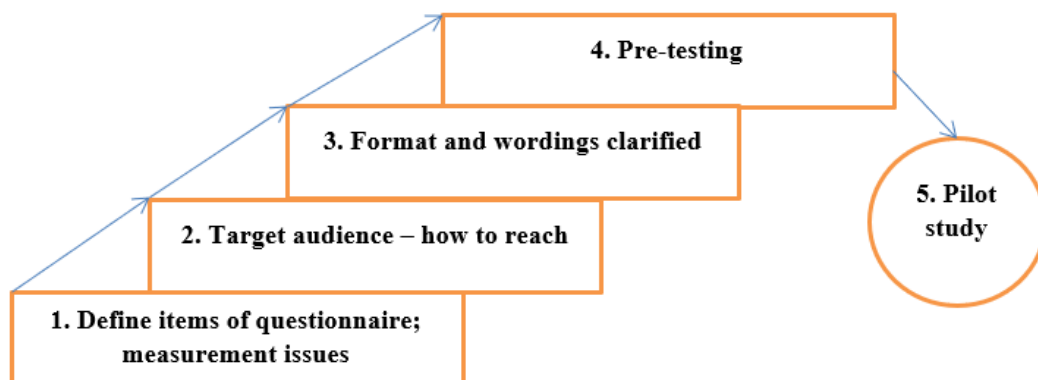 4. Pre-testing
3. Format and wordings clarified
5. Pilot
study
2. Target audience – how to reach
1. Define items of questionnaire;
measurement issues